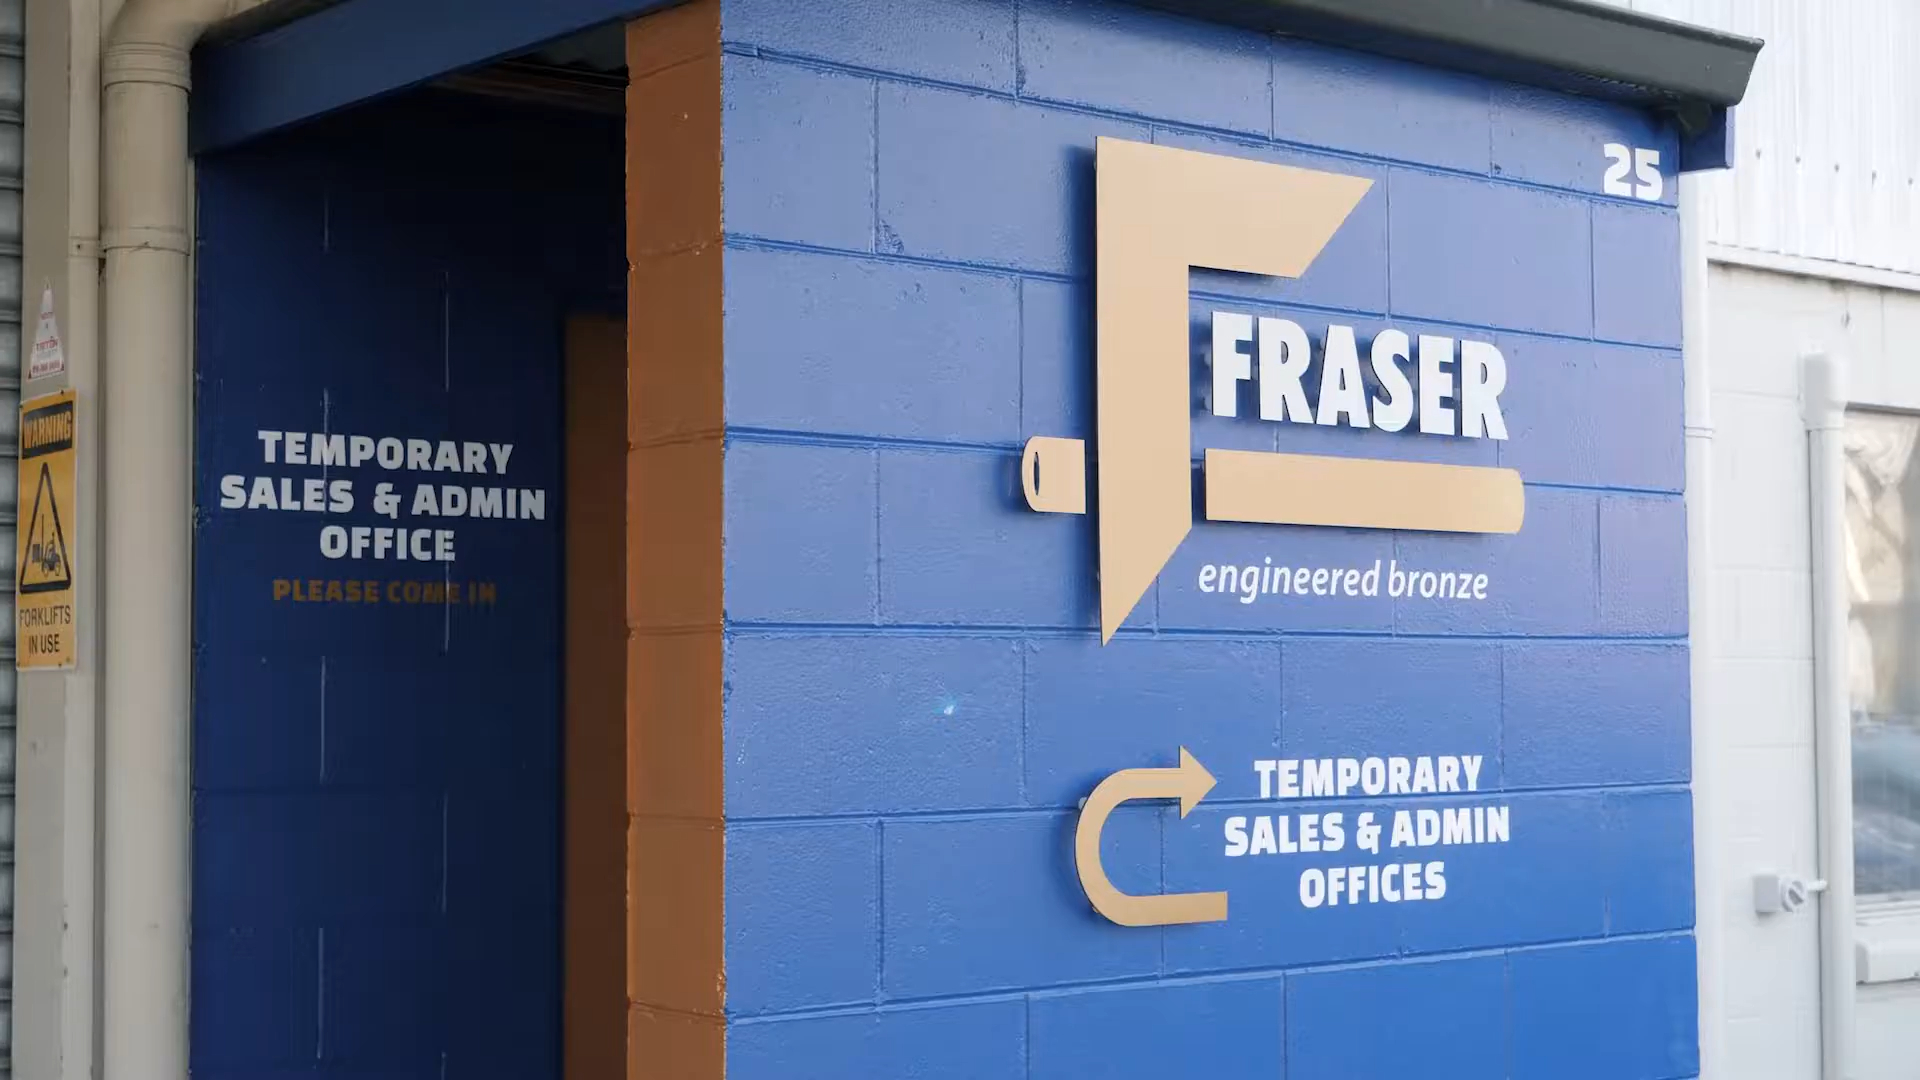 WARNING
FORKLIFTS
IN USE
TEMPORARY
SALES & ADMIN
OFFICE
PLEASE COME IN
25
FRASER
engineered bronze
TEMPORARY
SALES & ADMIN
OFFICES